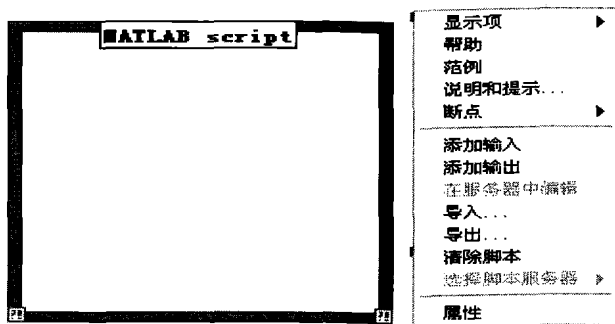 MATLAB script
显示项
帮助
范例
说明和提示...
断点
添加输入
添加输出
在服务器中编辑
导入...
导出...
清除脚本
选择脚本服务器
属性